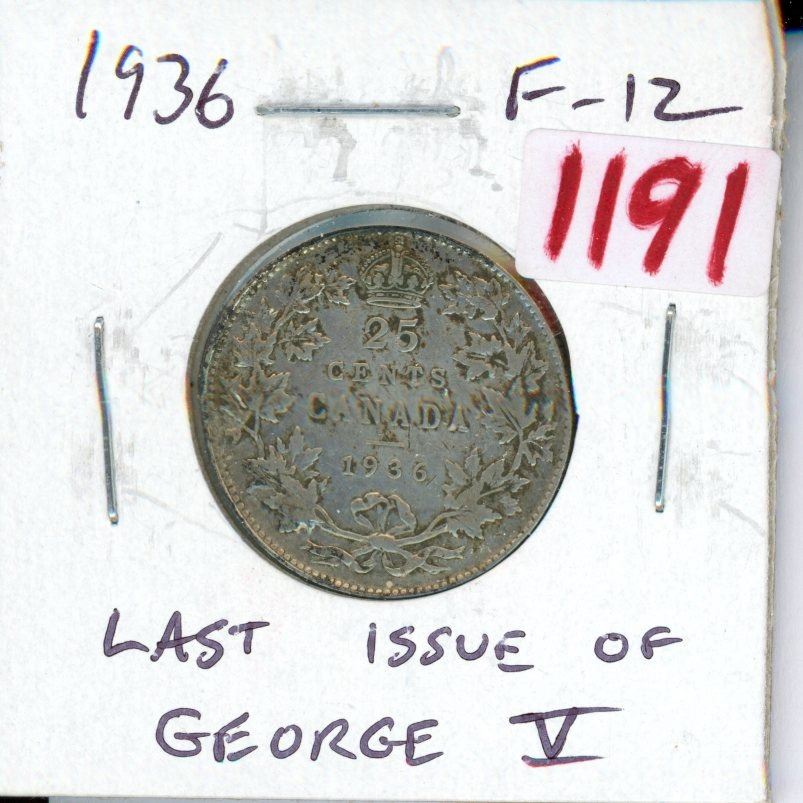 1936 — F-12
1191
25
CENTS
CANADA
1936
LAST ISSUE OF
GEORGE V